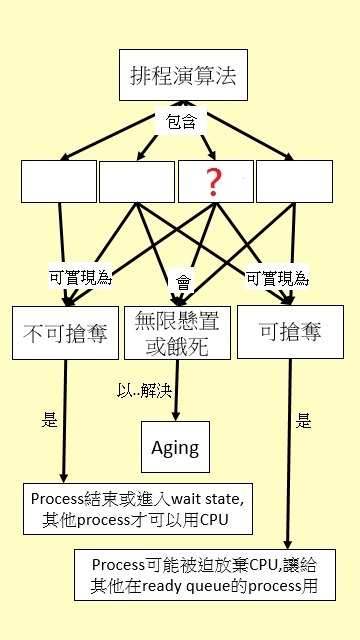 排程演算法
包含
?
可實現為
會
可實現為
不可搶奪
無限懸置
或餓死
可搶奪
是
以..解決
是
Aging
Process結束或進入wait state,
其他process才可以用CPU
Process可能被迫放棄CPU,讓給
其他在ready queue的process用